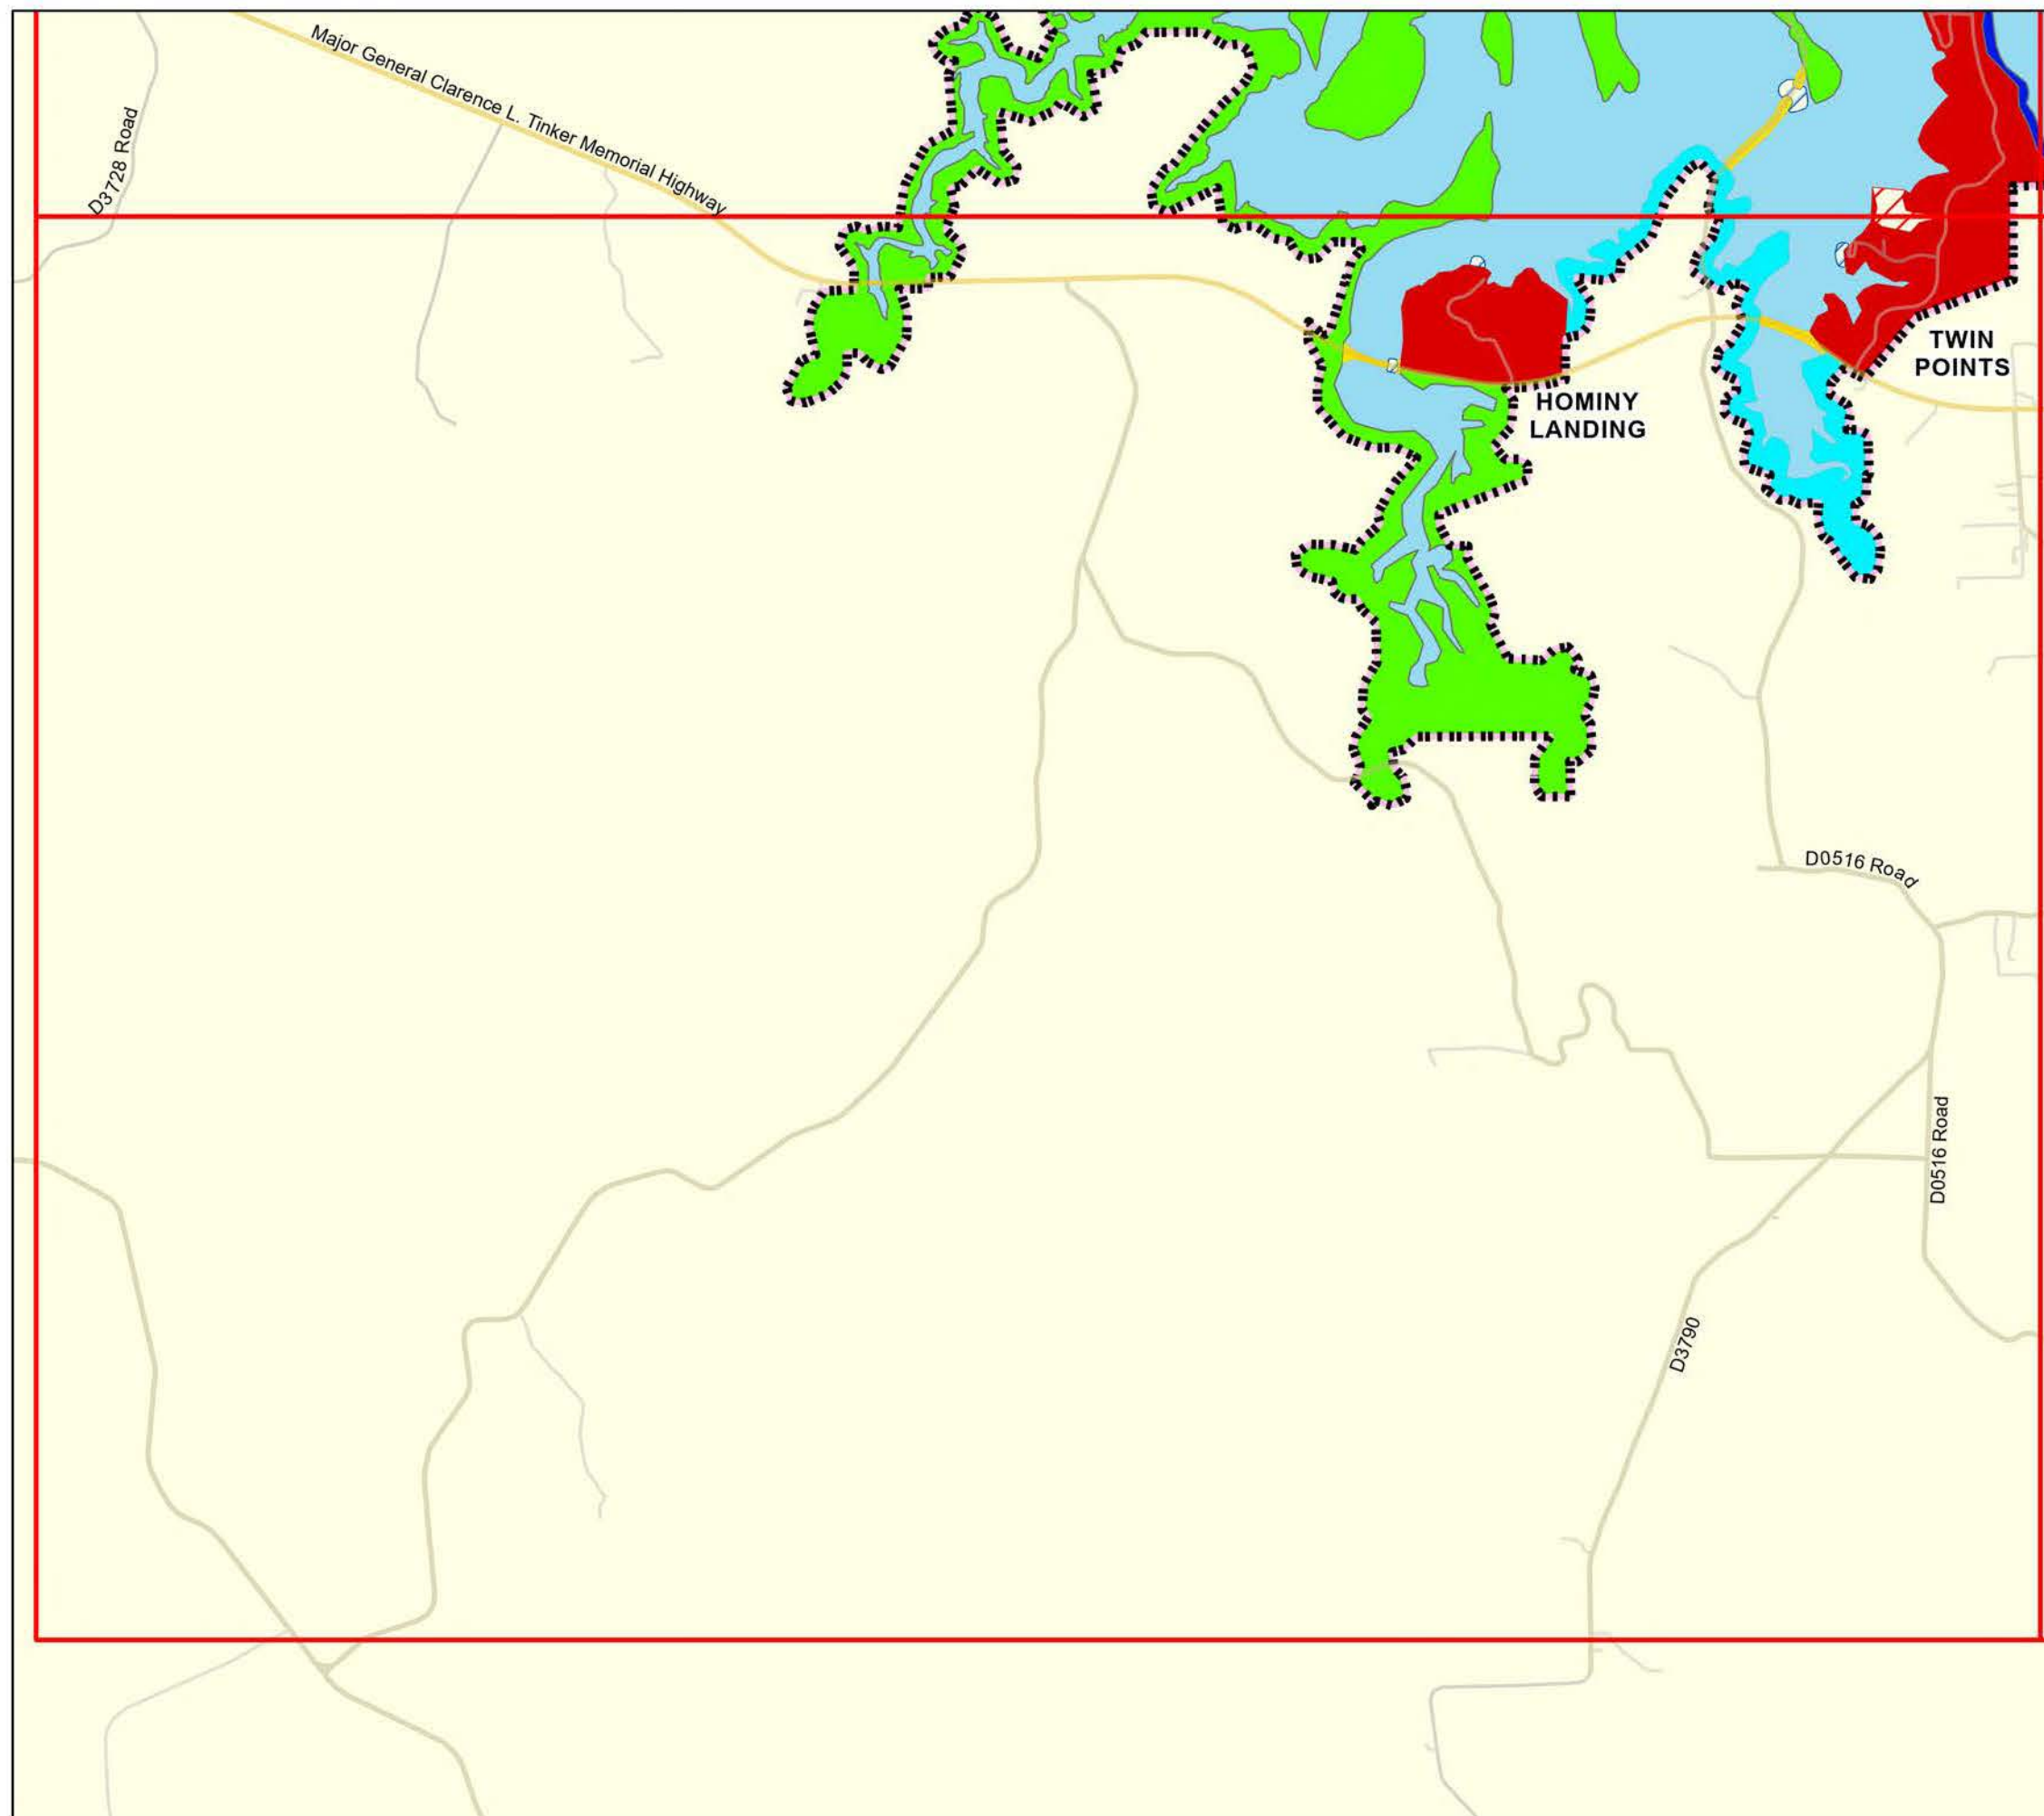 Major General Clarence L. Tinker Memorial Highway
D3728 Road
TWIN
POINTS
HOMINY
LANDING
D0516 Road
D0516 Road
D3790